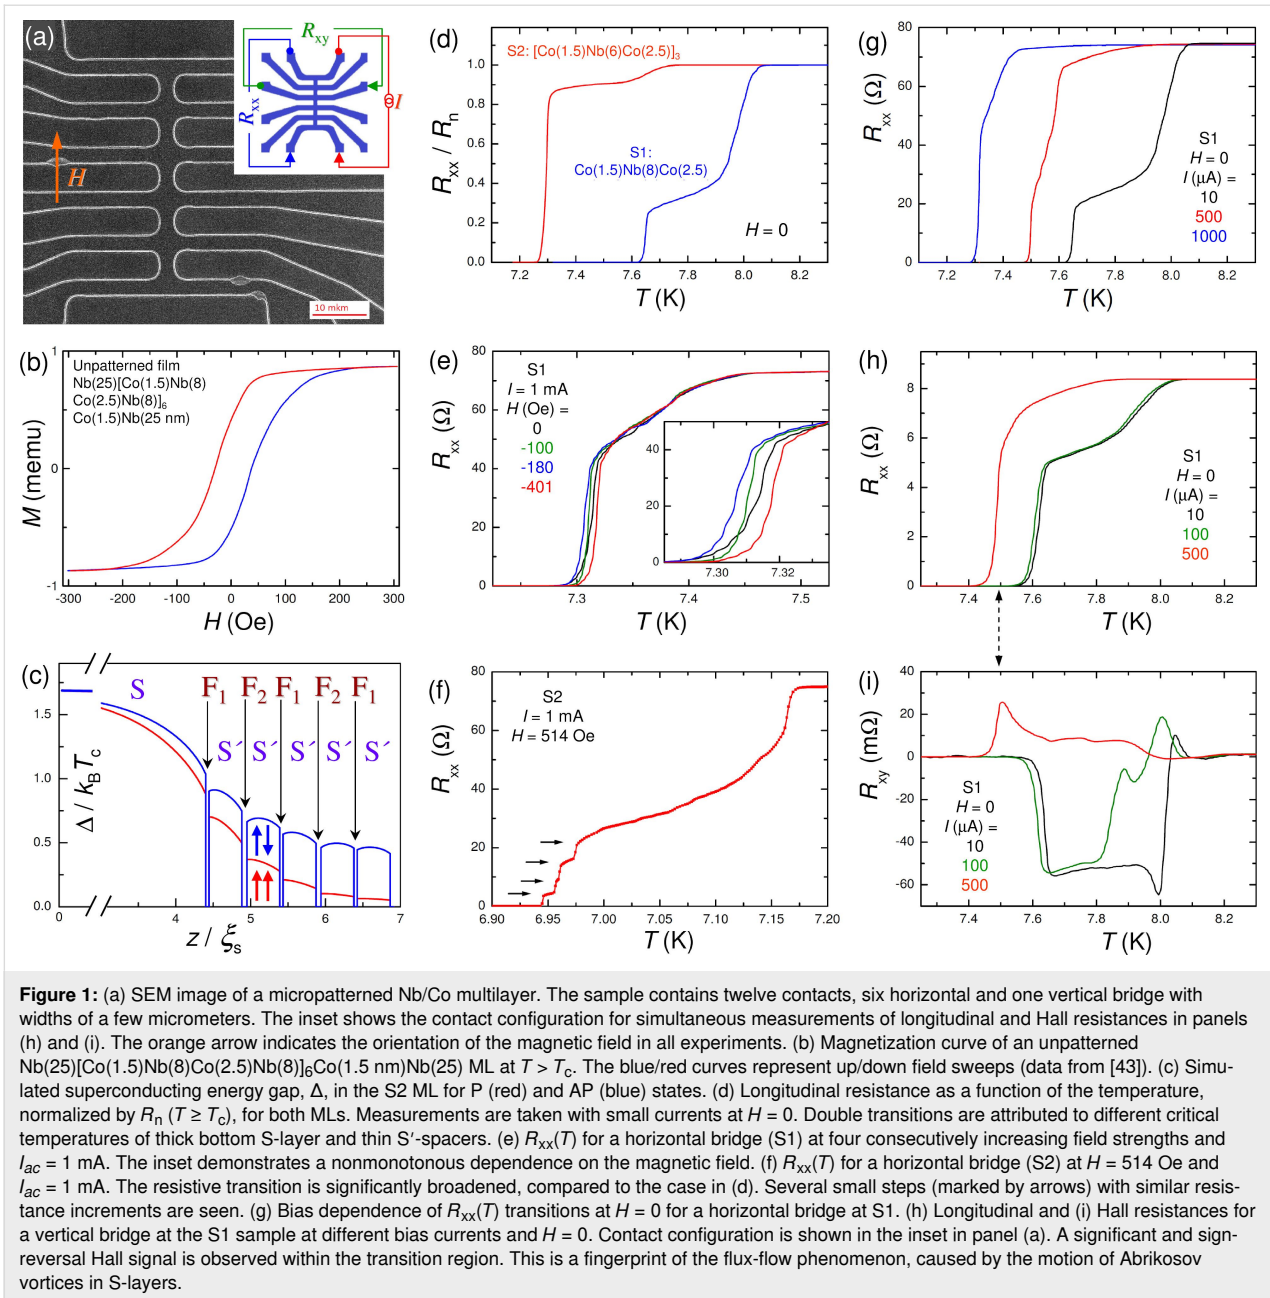 (a)
R_xy
R_xx
I
H
10 mkm
(b)
1
0
-1
M (memu)
Unpatterned film
Nb(25)[Co(1.5)Nb(8)
Co(2.5)Nb(8)]₆
Co(1.5)Nb(25 nm)
-300 -200 -100 0 100 200 300
H (Oe)
(c)
S F₁ F₂ F₁ F₂ F₁
S´ S´ S´ S´ S´
1.5
1.0
0.5
0.0
Δ / k_B T_c
0 4 5 6 7
z / ξ_s
(d)
S2: [Co(1.5)Nb(6)Co(2.5)]₃
S1:
Co(1.5)Nb(8)Co(2.5)
H = 0
1.0
0.8
0.6
0.4
0.2
0.0
R_xx / R_n
7.2 7.4 7.6 7.8 8.0 8.2
T (K)
(e)
80
60
40
20
0
R_xx (Ω)
S1
I = 1 mA
H (Oe) =
0
-100
-180
-401
40
20
0
7.30 7.32
7.3 7.4 7.5
T (K)
(f)
80
60
40
20
0
R_xx (Ω)
S2
I = 1 mA
H = 514 Oe
6.90 6.95 7.00 7.05 7.10 7.15 7.20
T (K)
(g)
80
60
40
20
0
R_xx (Ω)
S1
H = 0
I (μA) =
10
500
1000
7.2 7.4 7.6 7.8 8.0 8.2
T (K)
(h)
8
6
4
2
0
R_xx (Ω)
S1
H = 0
I (μA) =
10
100
500
7.4 7.6 7.8 8.0 8.2
T (K)
(i)
40
20
0
-20
-40
-60
R_xy (mΩ)
S1
H = 0
I (μA) =
10
100
500
7.4 7.6 7.8 8.0 8.2
T (K)
Figure 1: (a) SEM image of a micropatterned Nb/Co multilayer. The sample contains twelve contacts, six horizontal and one vertical bridge with
widths of a few micrometers. The inset shows the contact configuration for simultaneous measurements of longitudinal and Hall resistances in panels
(h) and (i). The orange arrow indicates the orientation of the magnetic field in all experiments. (b) Magnetization curve of an unpatterned
Nb(25)[Co(1.5)Nb(8)Co(2.5)Nb(8)]₆Co(1.5 nm)Nb(25) ML at T > T_c. The blue/red curves represent up/down field sweeps (data from [43]). (c) Simu-
lated superconducting energy gap, Δ, in the S2 ML for P (red) and AP (blue) states. (d) Longitudinal resistance as a function of the temperature,
normalized by R_n (T ≥ T_c), for both MLs. Measurements are taken with small currents at H = 0. Double transitions are attributed to different critical
temperatures of thick bottom S-layer and thin S′-spacers. (e) R_xx(T) for a horizontal bridge (S1) at four consecutively increasing field strengths and
I_ac = 1 mA. The inset demonstrates a nonmonotonous dependence on the magnetic field. (f) R_xx(T) for a horizontal bridge (S2) at H = 514 Oe and
I_ac = 1 mA. The resistive transition is significantly broadened, compared to the case in (d). Several small steps (marked by arrows) with similar resis-
tance increments are seen. (g) Bias dependence of R_xx(T) transitions at H = 0 for a horizontal bridge at S1. (h) Longitudinal and (i) Hall resistances for
a vertical bridge at the S1 sample at different bias currents and H = 0. Contact configuration is shown in the inset in panel (a). A significant and sign-
reversal Hall signal is observed within the transition region. This is a fingerprint of the flux-flow phenomenon, caused by the motion of Abrikosov
vortices in S-layers.